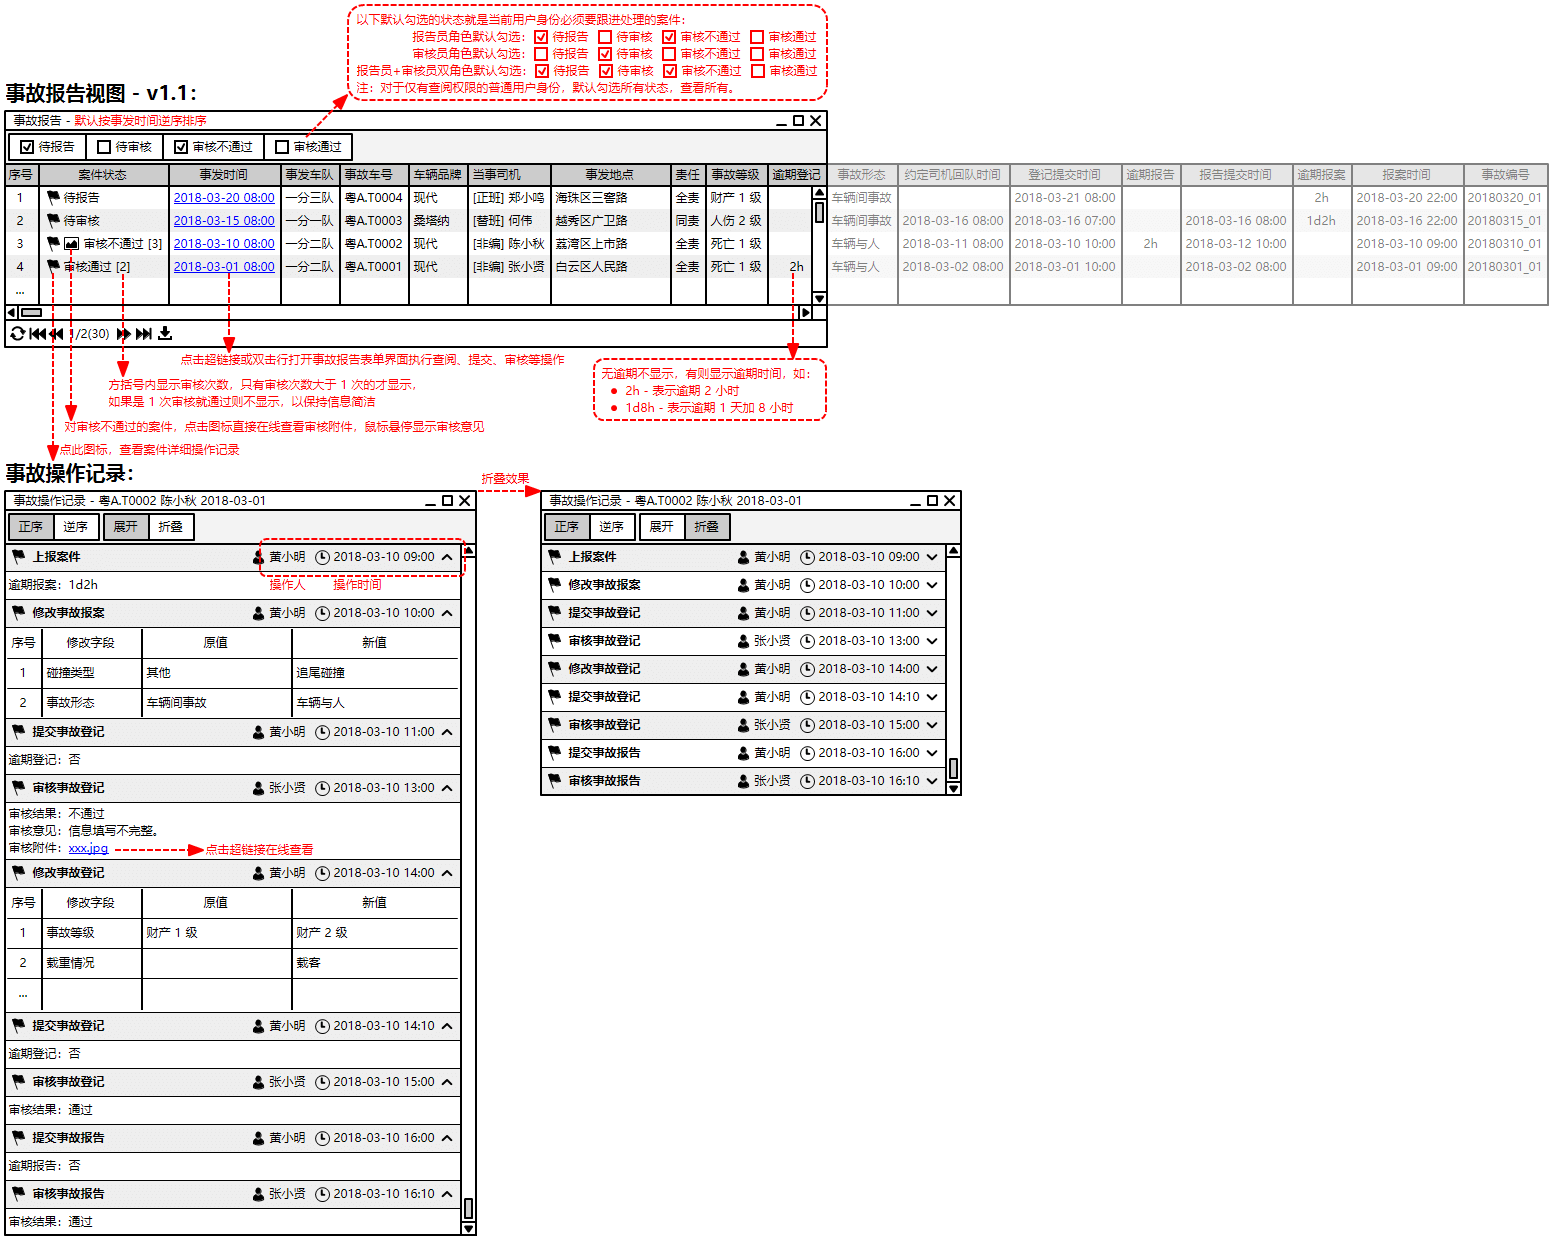 以下默认勾选的状态就是当前用户身份必须要跟进处理的案件：
报告员角色默认勾选： 待报告 待审核 审核不通过 审核通过
审核员角色默认勾选： 待报告 待审核 审核不通过 审核通过
报告员+审核员双角色默认勾选： 待报告 待审核 审核不通过 审核通过
注：对于仅有查阅权限的普通用户身份，默认勾选所有状态，查看所有。
事故报告视图 - v1.1：
事故报告 - 默认按事发时间逆序排序
待报告 待审核 审核不通过 审核通过
序号 案件状态 事发时间 事发车队 事故车号 车辆品牌 当事司机 事发地点 责任 事故等级 逾期登记 事故形态 约定司机回队时间 登记提交时间 逾期报告 报告提交时间 逾期报案 报案时间 事故编号
1 待报告 2018-03-20 08:00 一分三队 粤A.T0004 现代 [正班] 郑小鸣 海珠区三窖路 全责 财产 1 级 车辆间事故 2018-03-21 08:00 2h 2018-03-20 22:00 20180320_01
2 待审核 2018-03-15 08:00 一分一队 粤A.T0003 桑塔纳 [替班] 何伟 越秀区广卫路 同责 人伤 2 级 车辆间事故 2018-03-16 08:00 2018-03-16 07:00 2018-03-16 08:00 1d2h 2018-03-16 22:00 20180315_01
3 审核不通过 [3] 2018-03-10 08:00 一分二队 粤A.T0002 现代 [非编] 陈小秋 荔湾区上市路 全责 死亡 1 级 车辆与人 2018-03-11 08:00 2018-03-10 10:00 2h 2018-03-12 10:00 2018-03-10 09:00 20180310_01
4 审核通过 [2] 2018-03-01 08:00 一分二队 粤A.T0001 现代 [非编] 张小贤 白云区人民路 全责 死亡 1 级 2h 车辆与人 2018-03-02 08:00 2018-03-01 10:00 2018-03-02 08:00 2018-03-01 09:00 20180301_01
...
1/2(30)
点击超链接或双击行打开事故报告表单界面执行查阅、提交、审核等操作
方括号内显示审核次数，只有审核次数大于 1 次的才显示，
如果是 1 次审核就通过则不显示，以保持信息简洁
对审核不通过的案件，点击图标直接在线查看审核附件，鼠标悬停显示审核意见
点此图标，查看案件详细操作记录
无逾期不显示，有则显示逾期时间，如：
● 2h - 表示逾期 2 小时
● 1d8h - 表示逾期 1 天加 8 小时
事故操作记录：
事故操作记录 - 粤A.T0002 陈小秋 2018-03-01
正序 逆序 展开 折叠
上报案件 黄小明 2018-03-10 09:00
逾期报案：1d2h 操作人 操作时间
修改事故报案 黄小明 2018-03-10 10:00
序号 修改字段 原值 新值
1 碰撞类型 其他 追尾碰撞
2 事故形态 车辆间事故 车辆与人
提交事故登记 黄小明 2018-03-10 11:00
逾期登记：否
审核事故登记 张小贤 2018-03-10 13:00
审核结果：不通过
审核意见：信息填写不完整。
审核附件：xxx.jpg 点击超链接在线查看
修改事故登记 黄小明 2018-03-10 14:00
序号 修改字段 原值 新值
1 事故等级 财产 1 级 财产 2 级
2 载重情况 载客
...
提交事故登记 黄小明 2018-03-10 14:10
逾期登记：否
审核事故登记 张小贤 2018-03-10 15:00
审核结果：通过
提交事故报告 黄小明 2018-03-10 16:00
逾期报告：否
审核事故报告 张小贤 2018-03-10 16:10
审核结果：通过
折叠效果
事故操作记录 - 粤A.T0002 陈小秋 2018-03-01
正序 逆序 展开 折叠
上报案件 黄小明 2018-03-10 09:00
修改事故报案 黄小明 2018-03-10 10:00
提交事故登记 黄小明 2018-03-10 11:00
审核事故登记 张小贤 2018-03-10 13:00
修改事故登记 黄小明 2018-03-10 14:00
提交事故登记 黄小明 2018-03-10 14:10
审核事故登记 张小贤 2018-03-10 15:00
提交事故报告 黄小明 2018-03-10 16:00
审核事故报告 张小贤 2018-03-10 16:10